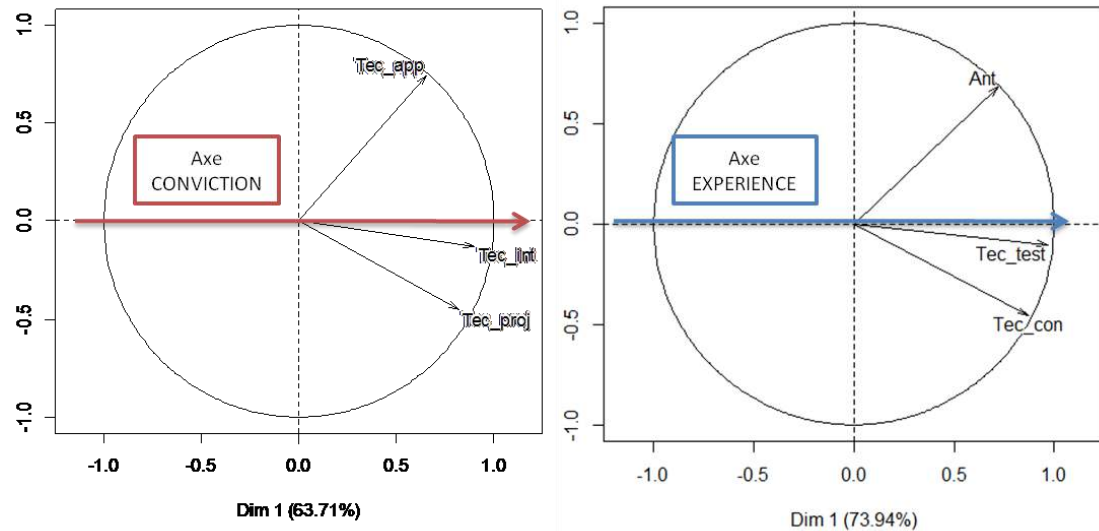 1.0
Tec_app
0.5
Axe
CONVICTION
0.0
Tec_int
-0.5
Tec_proj
-1.0
-1.0
-0.5
0.0
0.5
1.0
Dim 1 (63.71%)
1.0
Ant
0.5
Axe
EXPERIENCE
0.0
Tec_test
-0.5
Tec_con
-1.0
-1.0
-0.5
0.0
0.5
1.0
Dim 1 (73.94%)